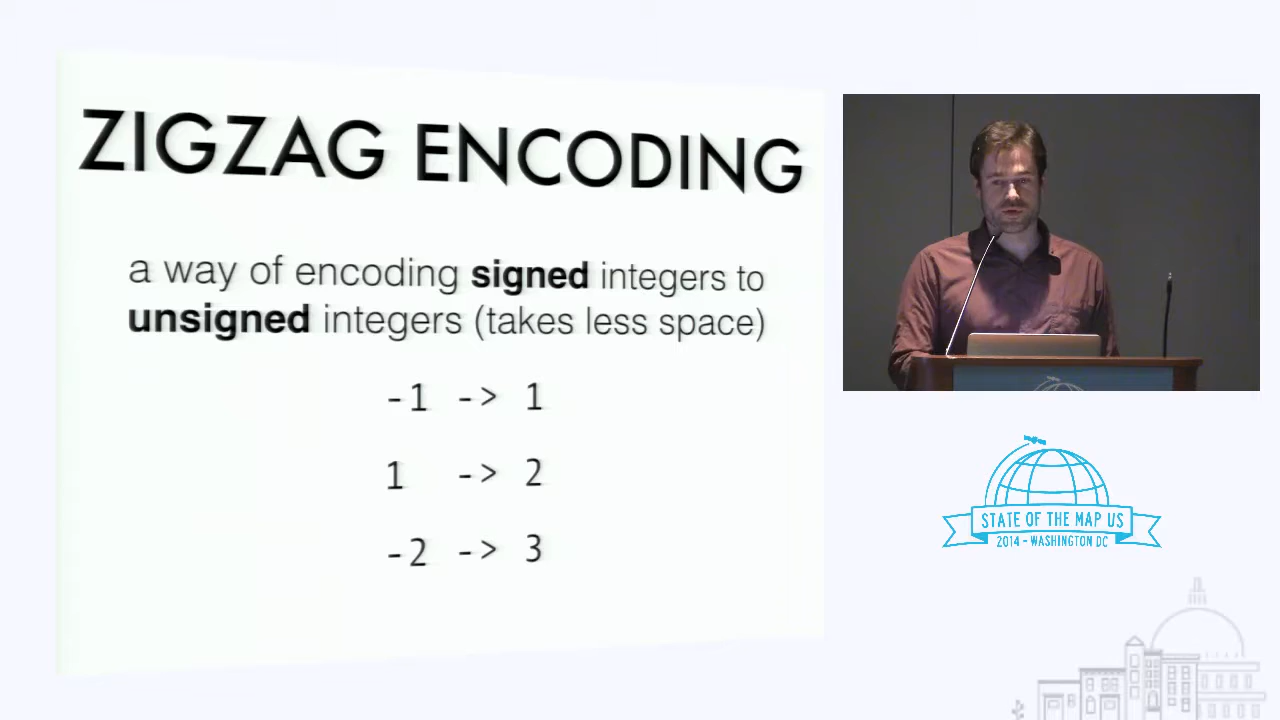 ZIGZAG ENCODING
a way of encoding signed integers to
unsigned integers (takes less space)
-1 -> 1
1 -> 2
-2 -> 3
STATE OF THE MAP US
2014 - WASHINGTON DC